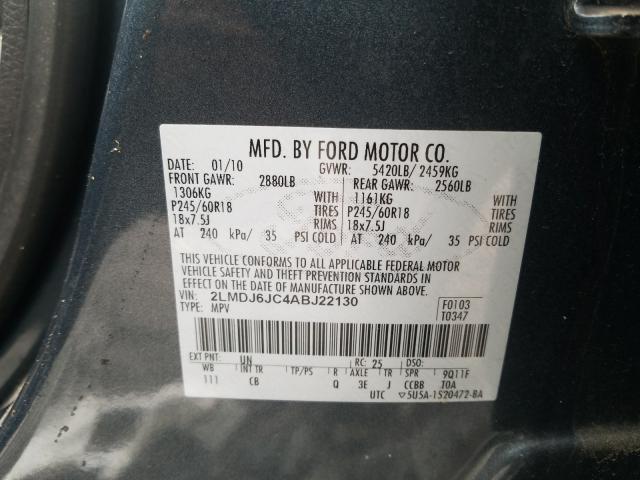 MFD. BY FORD MOTOR CO.
DATE: 01/10 GVWR: 5420LB/ 2459KG
FRONT GAWR: 2880LB REAR GAWR: 2560LB
1306KG WITH 1161KG WITH
P245/60R18 TIRES P245/60R18 TIRES
18x7.5J RIMS 18x7.5J RIMS
AT 240 kPa/ 35 PSI COLD AT 240 kPa/ 35 PSI COLD
THIS VEHICLE CONFORMS TO ALL APPLICABLE FEDERAL MOTOR
VEHICLE SAFETY AND THEFT PREVENTION STANDARDS IN
EFFECT ON THE DATE OF MANUFACTURE SHOWN ABOVE.
VIN: 2LMDJ6JC4ABJ22130 F0103
TYPE: MPV T0347
EXT PNT: UN RC: 25 DSO:
WB INT TR TP/PS R AXLE TR SPR 9Q11F
111 CB Q 3E J CCBB TOA
UTC ▽5U5A-1520472-BA